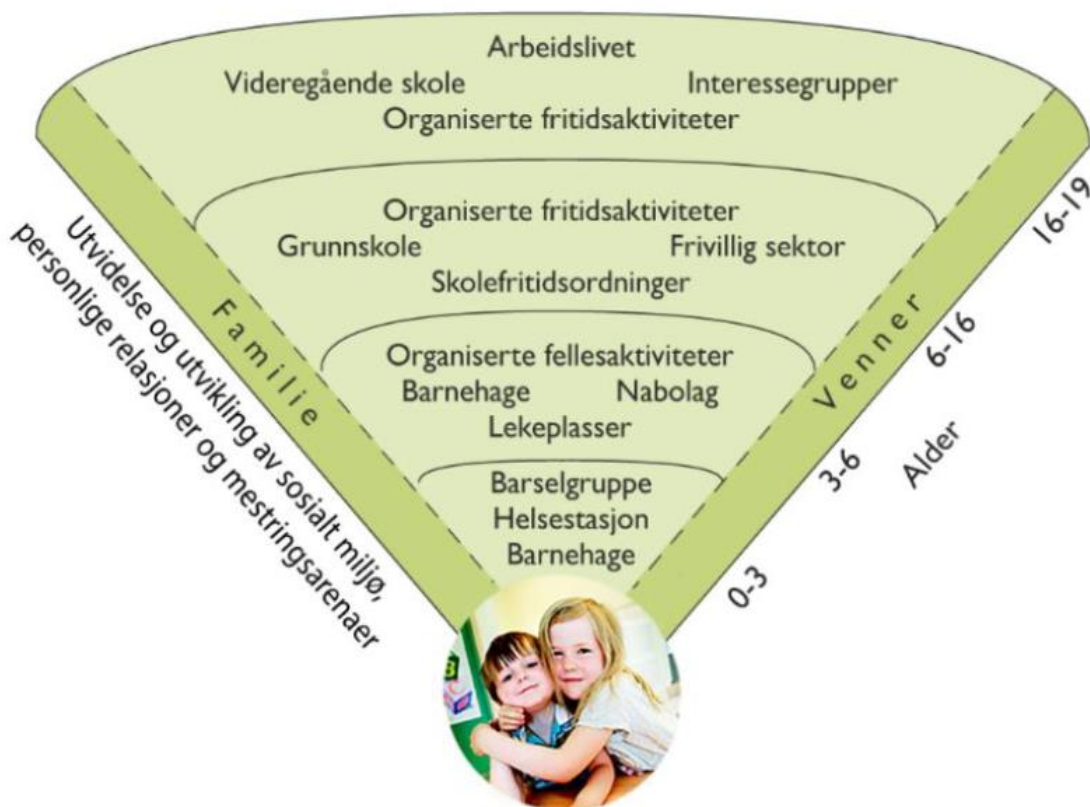 Arbeidslivet
Videregående skole
Interessegrupper
Organiserte fritidsaktiviteter
Organiserte fritidsaktiviteter
Grunnskole
Frivillig sektor
Skolefritidsordninger
Organiserte fellesaktiviteter
Barnehage
Nabolag
Lekeplasser
Barselgruppe
Helsestasjon
Barnehage
Familie
Venner
Utvidelse og utvikling av sosialt miljø,
personlige relasjoner og mestringsarenaer
16-19
6-16
3-6
0-3
Alder